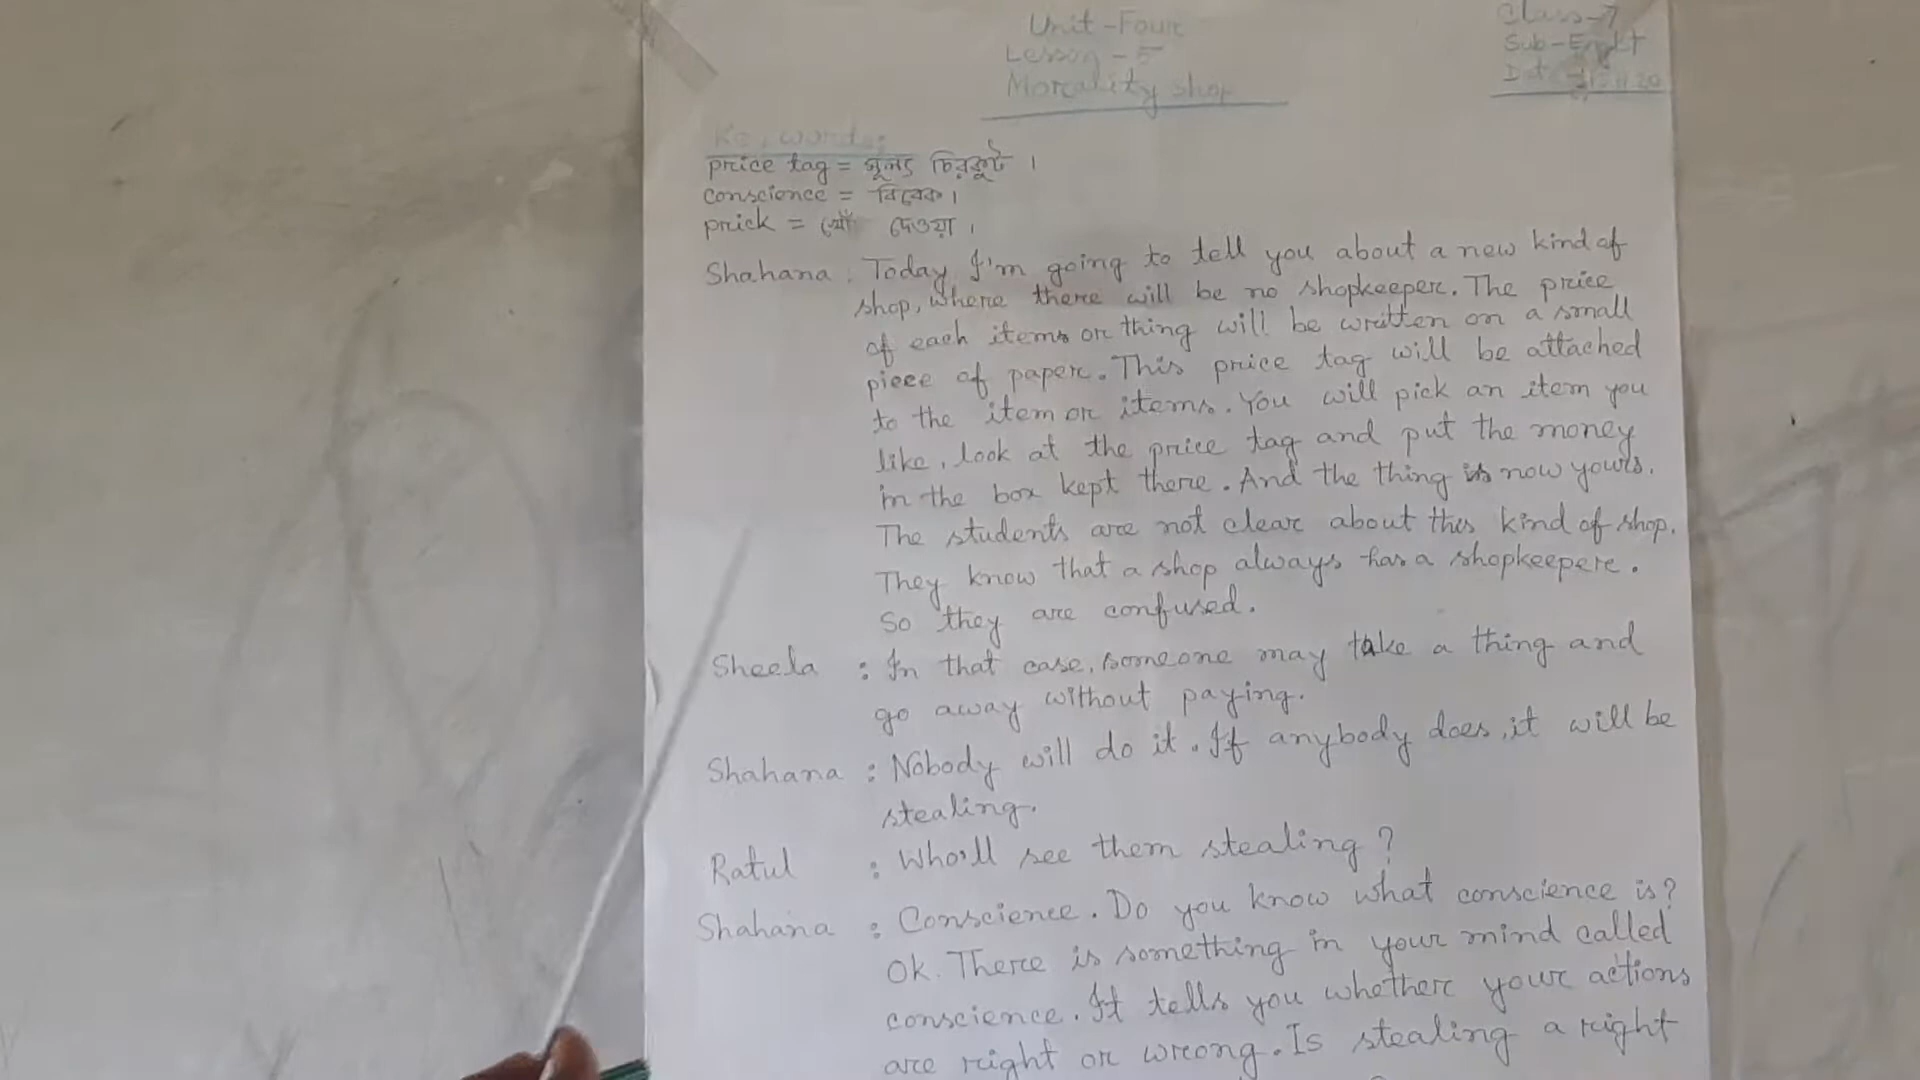 Unit-Four
Lesson - 5
Morality shop
Class-7
Sub-
Key words:
price tag = মূল্য চিরকুট ।
conscience = বিবেক ।
prick = দেওয়া ।
Shahana : Today I'm going to tell you about a new kind of
shop, where there will be no shopkeeper. The price
of each items or thing will be written on a small
piece of paper. This price tag will be attached
to the item or items. You will pick an item you
like, look at the price tag and put the money
in the box kept there. And the thing is now yours.
The students are not clear about this kind of shop.
They know that a shop always has a shopkeeper.
So they are confused.
Sheela : In that case, someone may take a thing and
go away without paying.
Shahana : Nobody will do it. If anybody does, it will be
stealing.
Ratul : Who'll see them stealing ?
Shahana : Conscience. Do you know what conscience is?
Ok. There is something in your mind called
conscience. It tells you whether your actions
are right or wrong. Is stealing a right